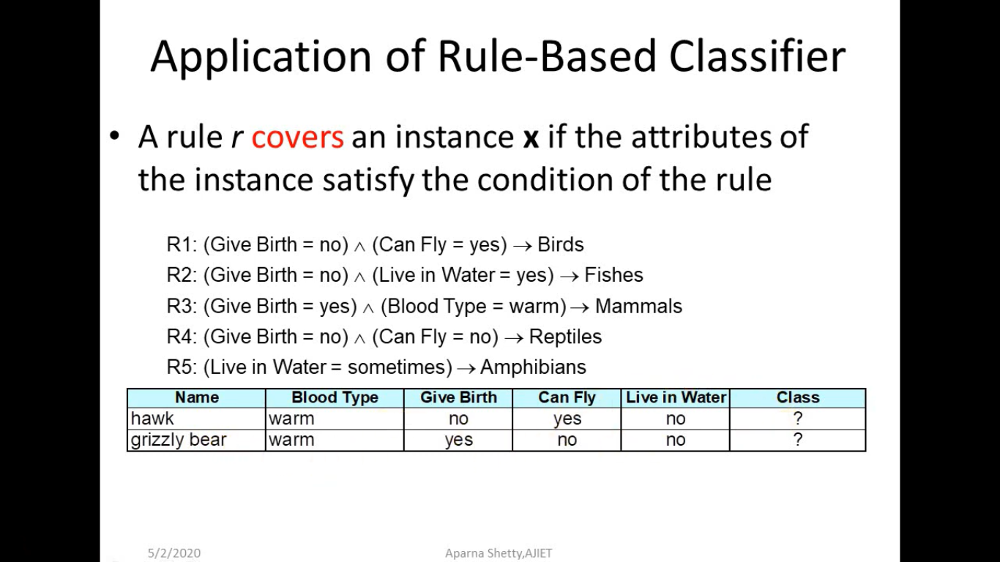 Application of Rule-Based Classifier
• A rule r covers an instance x if the attributes of
the instance satisfy the condition of the rule
R1: (Give Birth = no) ∧ (Can Fly = yes) → Birds
R2: (Give Birth = no) ∧ (Live in Water = yes) → Fishes
R3: (Give Birth = yes) ∧ (Blood Type = warm) → Mammals
R4: (Give Birth = no) ∧ (Can Fly = no) → Reptiles
R5: (Live in Water = sometimes) → Amphibians
Name Blood Type Give Birth Can Fly Live in Water Class
hawk warm no yes no ?
grizzly bear warm yes no no ?
5/2/2020 Aparna Shetty,AJIET